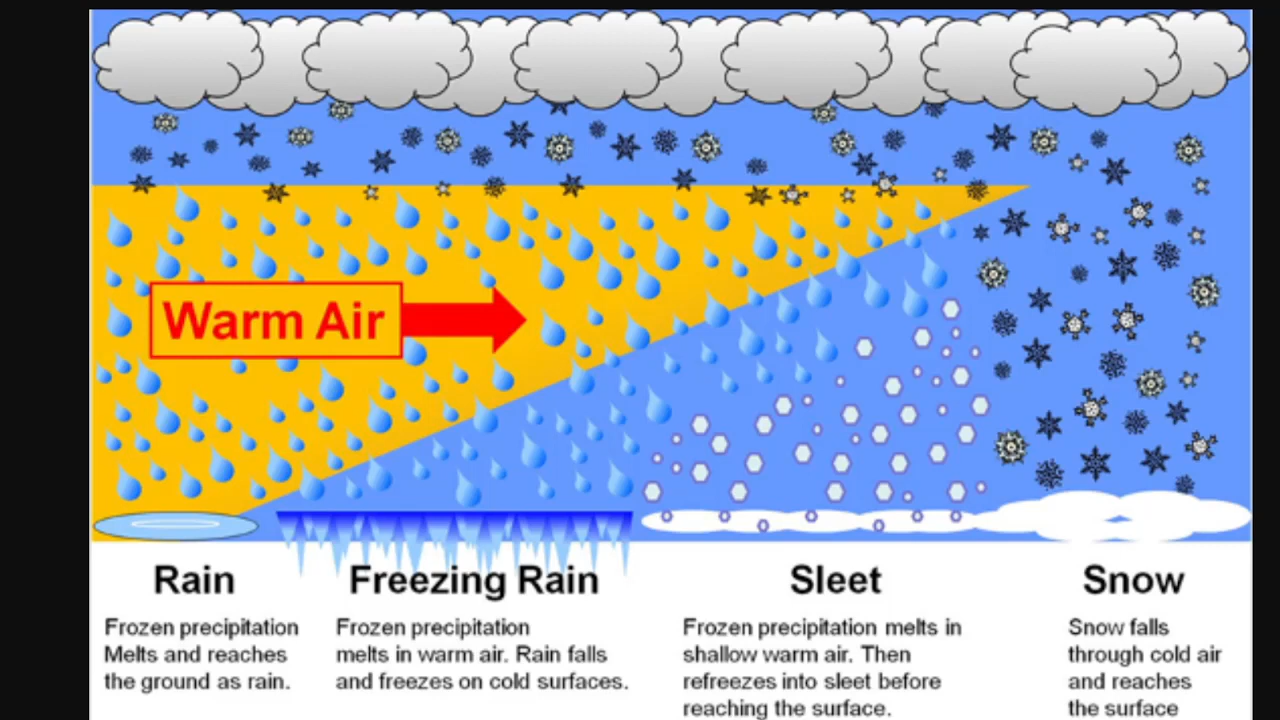 Warm Air
Rain
Frozen precipitation
Melts and reaches
the ground as rain.
Freezing Rain
Frozen precipitation
melts in warm air. Rain falls
and freezes on cold surfaces.
Sleet
Frozen precipitation melts in
shallow warm air. Then
refreezes into sleet before
reaching the surface.
Snow
Snow falls
through cold air
and reaches
the surface